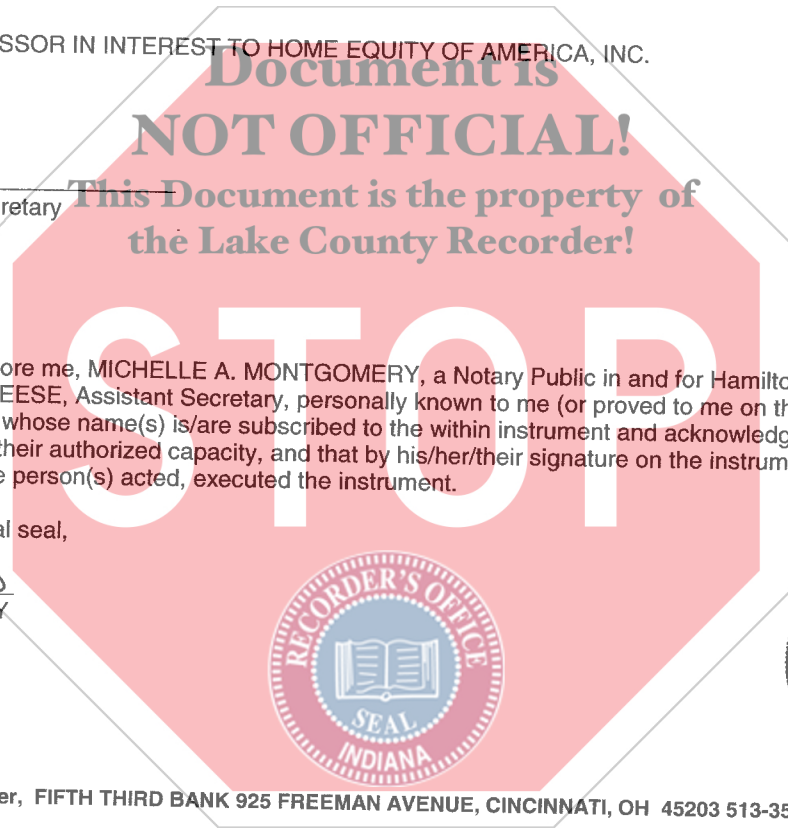 SSOR IN INTEREST TO HOME EQUITY OF AMERICA, INC.
Document is
NOT OFFICIAL!
This Document is the property of
the Lake County Recorder!
retary
STOP
ore me, MICHELLE A. MONTGOMERY, a Notary Public in and for Hamilto
EESE, Assistant Secretary, personally known to me (or proved to me on th
whose name(s) is/are subscribed to the within instrument and acknowledg
their authorized capacity, and that by his/her/their signature on the instrum
e person(s) acted, executed the instrument.
al seal,
Y
RECORDER'S OFFICE
SEAL
INDIANA
er, FIFTH THIRD BANK 925 FREEMAN AVENUE, CINCINNATI, OH 45203 513-35